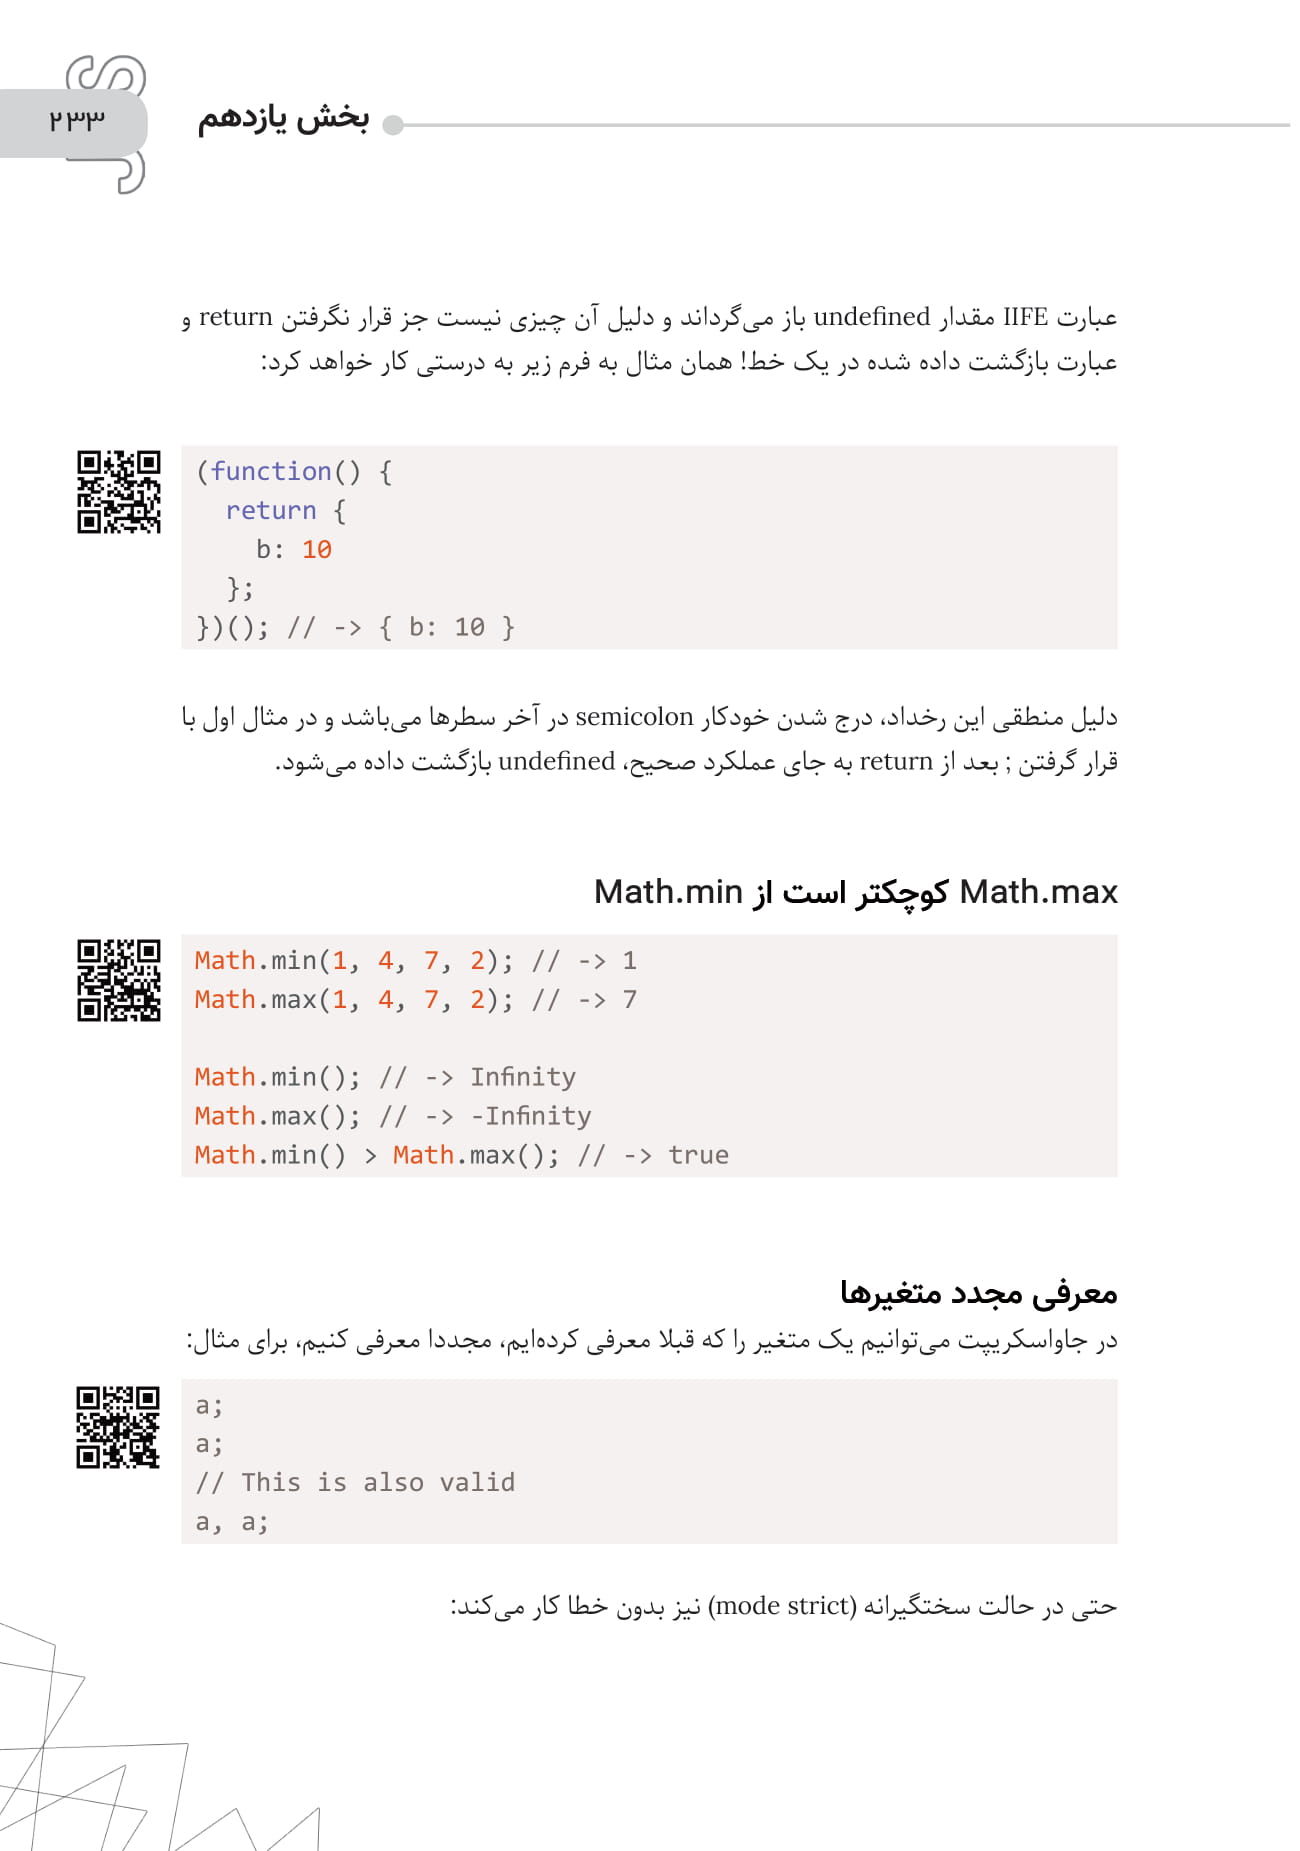 ۲۳۳
JS
بخش یازدهم
عبارت IIFE مقدار undefined باز می‌گرداند و دلیل آن چیزی نیست جز قرار نگرفتن return و
عبارت بازگشت داده شده در یک خط! همان مثال به فرم زیر به درستی کار خواهد کرد:
(function() {
  return {
    b: 10
  };
})(); // -> { b: 10 }
دلیل منطقی این رخداد، درج شدن خودکار semicolon در آخر سطرها می‌باشد و در مثال اول با
قرار گرفتن ; بعد از return به جای عملکرد صحیح، undefined بازگشت داده می‌شود.
Math.max کوچکتر است از Math.min
Math.min(1, 4, 7, 2); // -> 1
Math.max(1, 4, 7, 2); // -> 7
Math.min(); // -> Infinity
Math.max(); // -> -Infinity
Math.min() > Math.max(); // -> true
معرفی مجدد متغیرها
در جاواسکریپت می‌توانیم یک متغیر را که قبلا معرفی کرده‌ایم، مجددا معرفی کنیم، برای مثال:
a;
a;
// This is also valid
a, a;
حتی در حالت سختگیرانه (mode strict) نیز بدون خطا کار می‌کند: